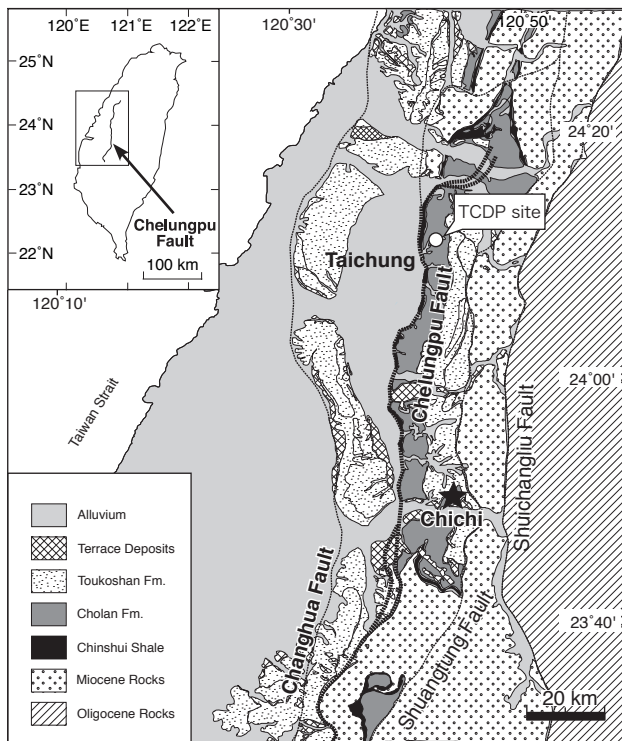 120˚E
121˚E
122˚E
25˚N
24˚N
23˚N
22˚N
Chelungpu
Fault
100 km
120˚30'
120˚50'
24˚20'
TCDP site
Taichung
Chelungpu Fault
120˚10'
Taiwan Strait
24˚00'
Shuichangliu Fault
Chichi
Changhua Fault
Shuangtung Fault
23˚40'
20 km
Alluvium
Terrace Deposits
Toukoshan Fm.
Cholan Fm.
Chinshui Shale
Miocene Rocks
Oligocene Rocks